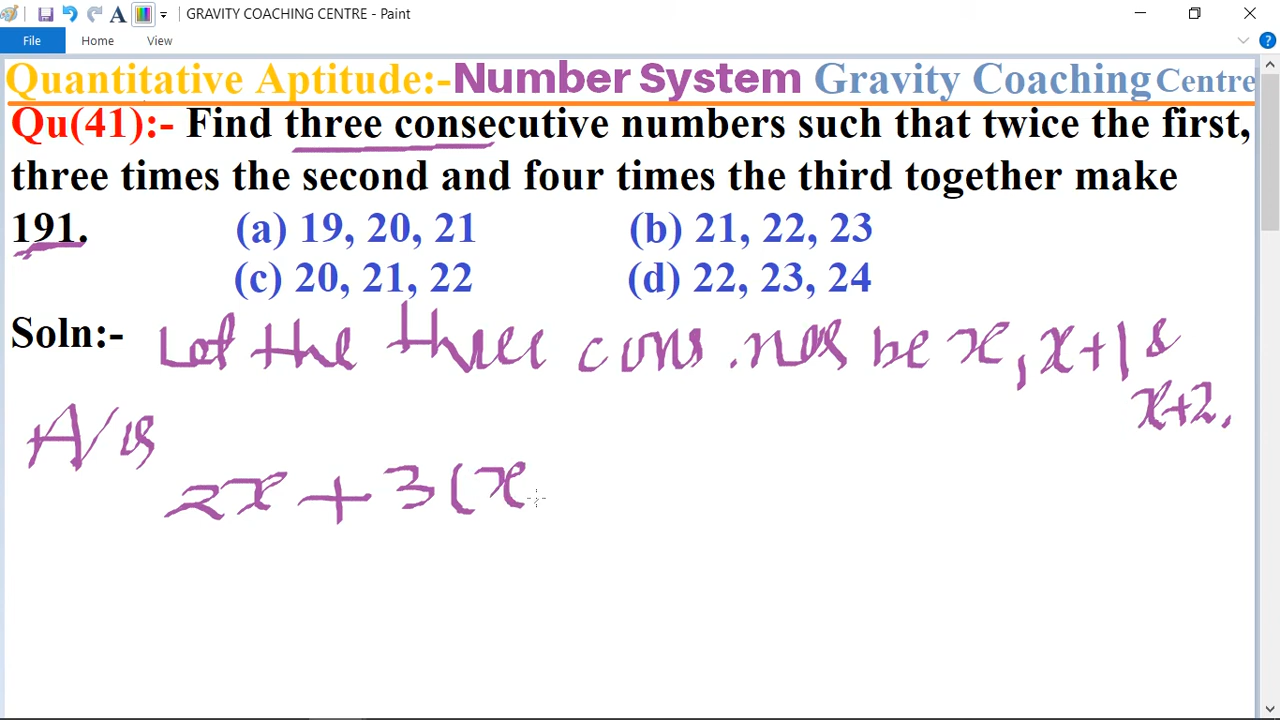 GRAVITY COACHING CENTRE - Paint
File Home View
Quantitative Aptitude:-Number System Gravity Coaching Centre
Qu(41):- Find three consecutive numbers such that twice the first,
three times the second and four times the third together make
191. (a) 19, 20, 21 (b) 21, 22, 23
(c) 20, 21, 22 (d) 22, 23, 24
Soln:- Let the three cons. nos be x, x+1 &
x+2.
A/
2x + 3(x